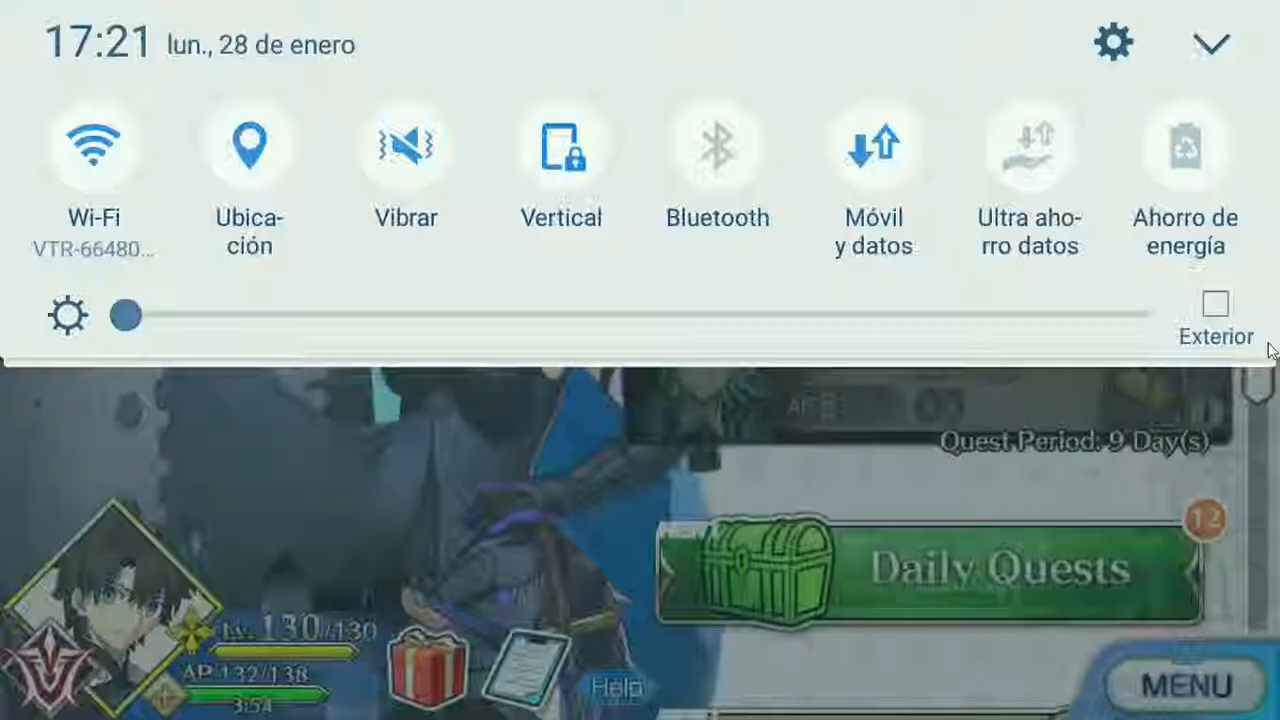 17:21 lun., 28 de enero
Wi-Fi
VTR-66480...
Ubica-
ción
Vibrar
Vertical
Bluetooth
Móvil
y datos
Ultra aho-
rro datos
Ahorro de
energía
Exterior
Quest Period: 9 Day(s)
12
Daily Quests
Lv. 130/130
AP 132/138
3:54
Help
MENU